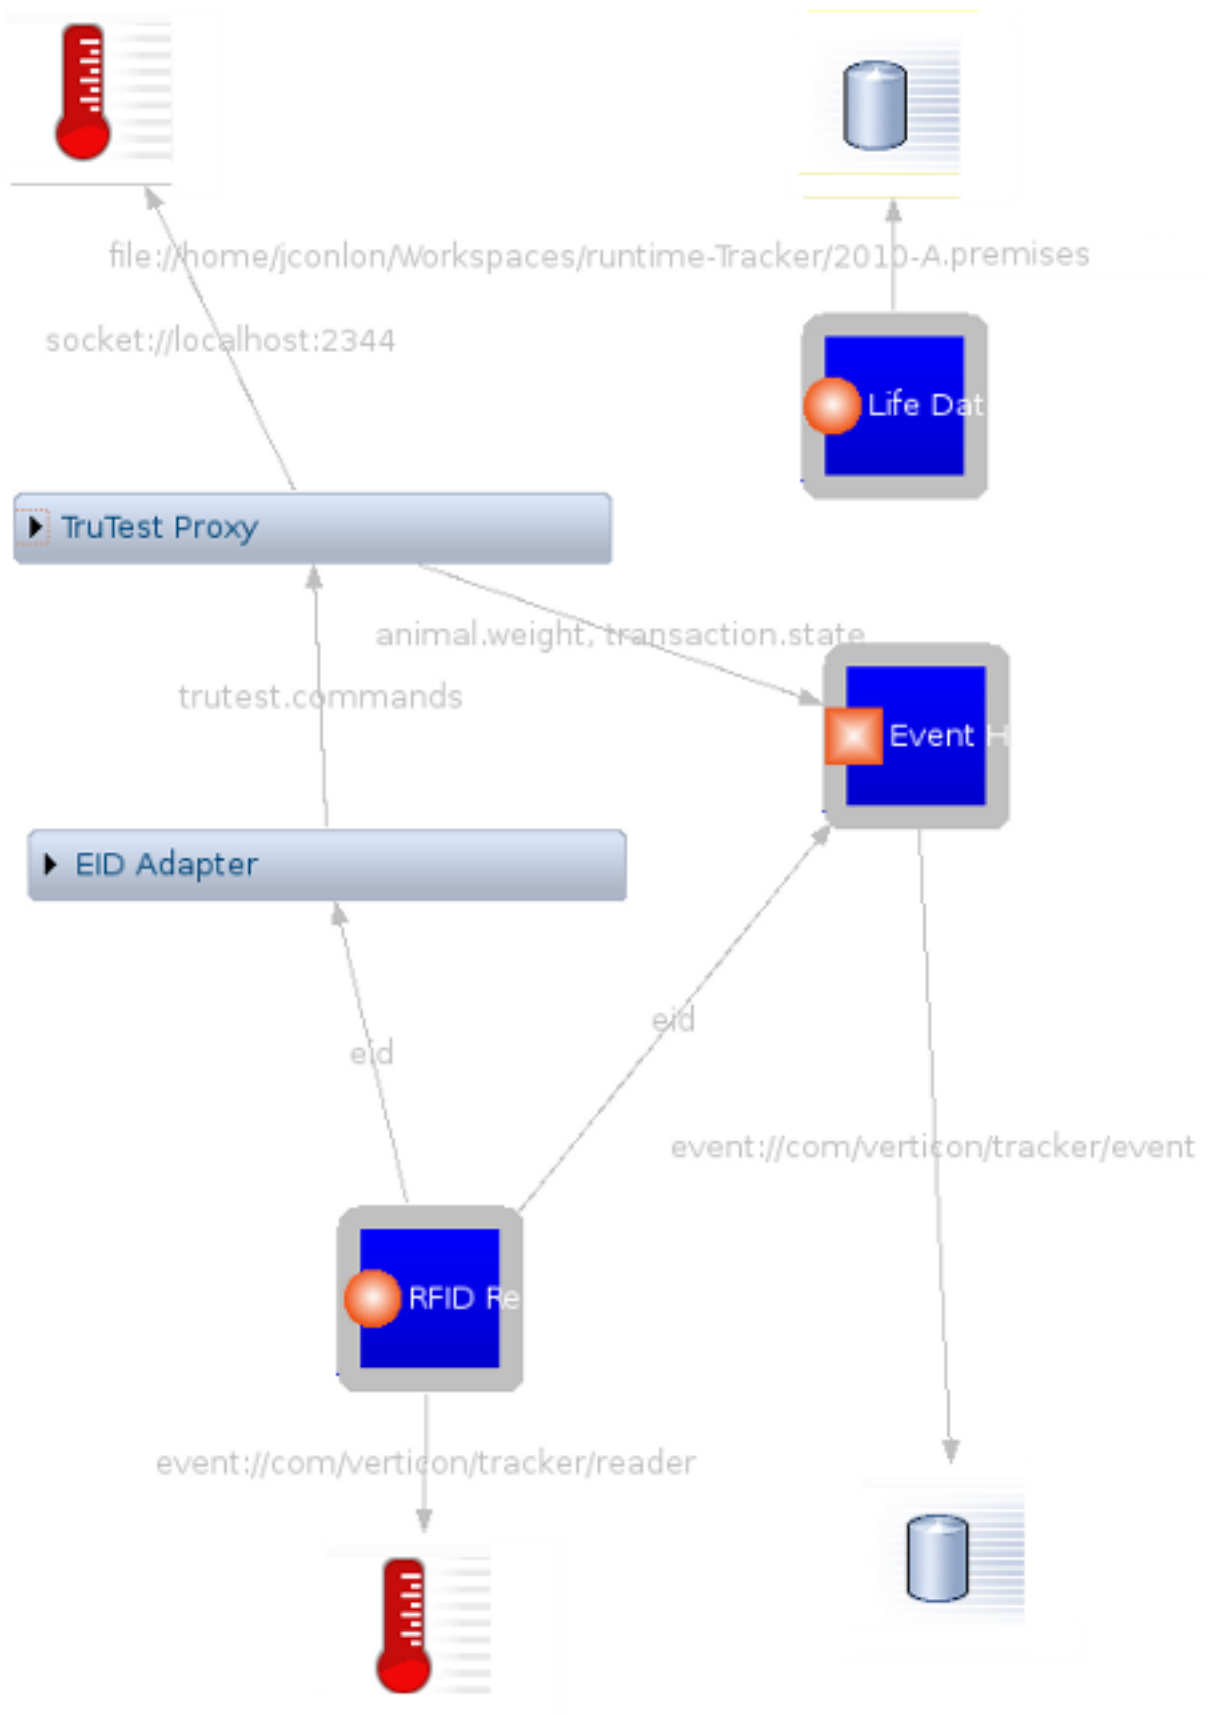 file://home/jconlon/Workspaces/runtime-Tracker/2010-A.premises
socket://localhost:2344
Life Dat
TruTest Proxy
animal.weight, transaction.state
trutest.commands
Event H
EID Adapter
eid
eid
event://com/verticon/tracker/event
RFID Re
event://com/verticon/tracker/reader